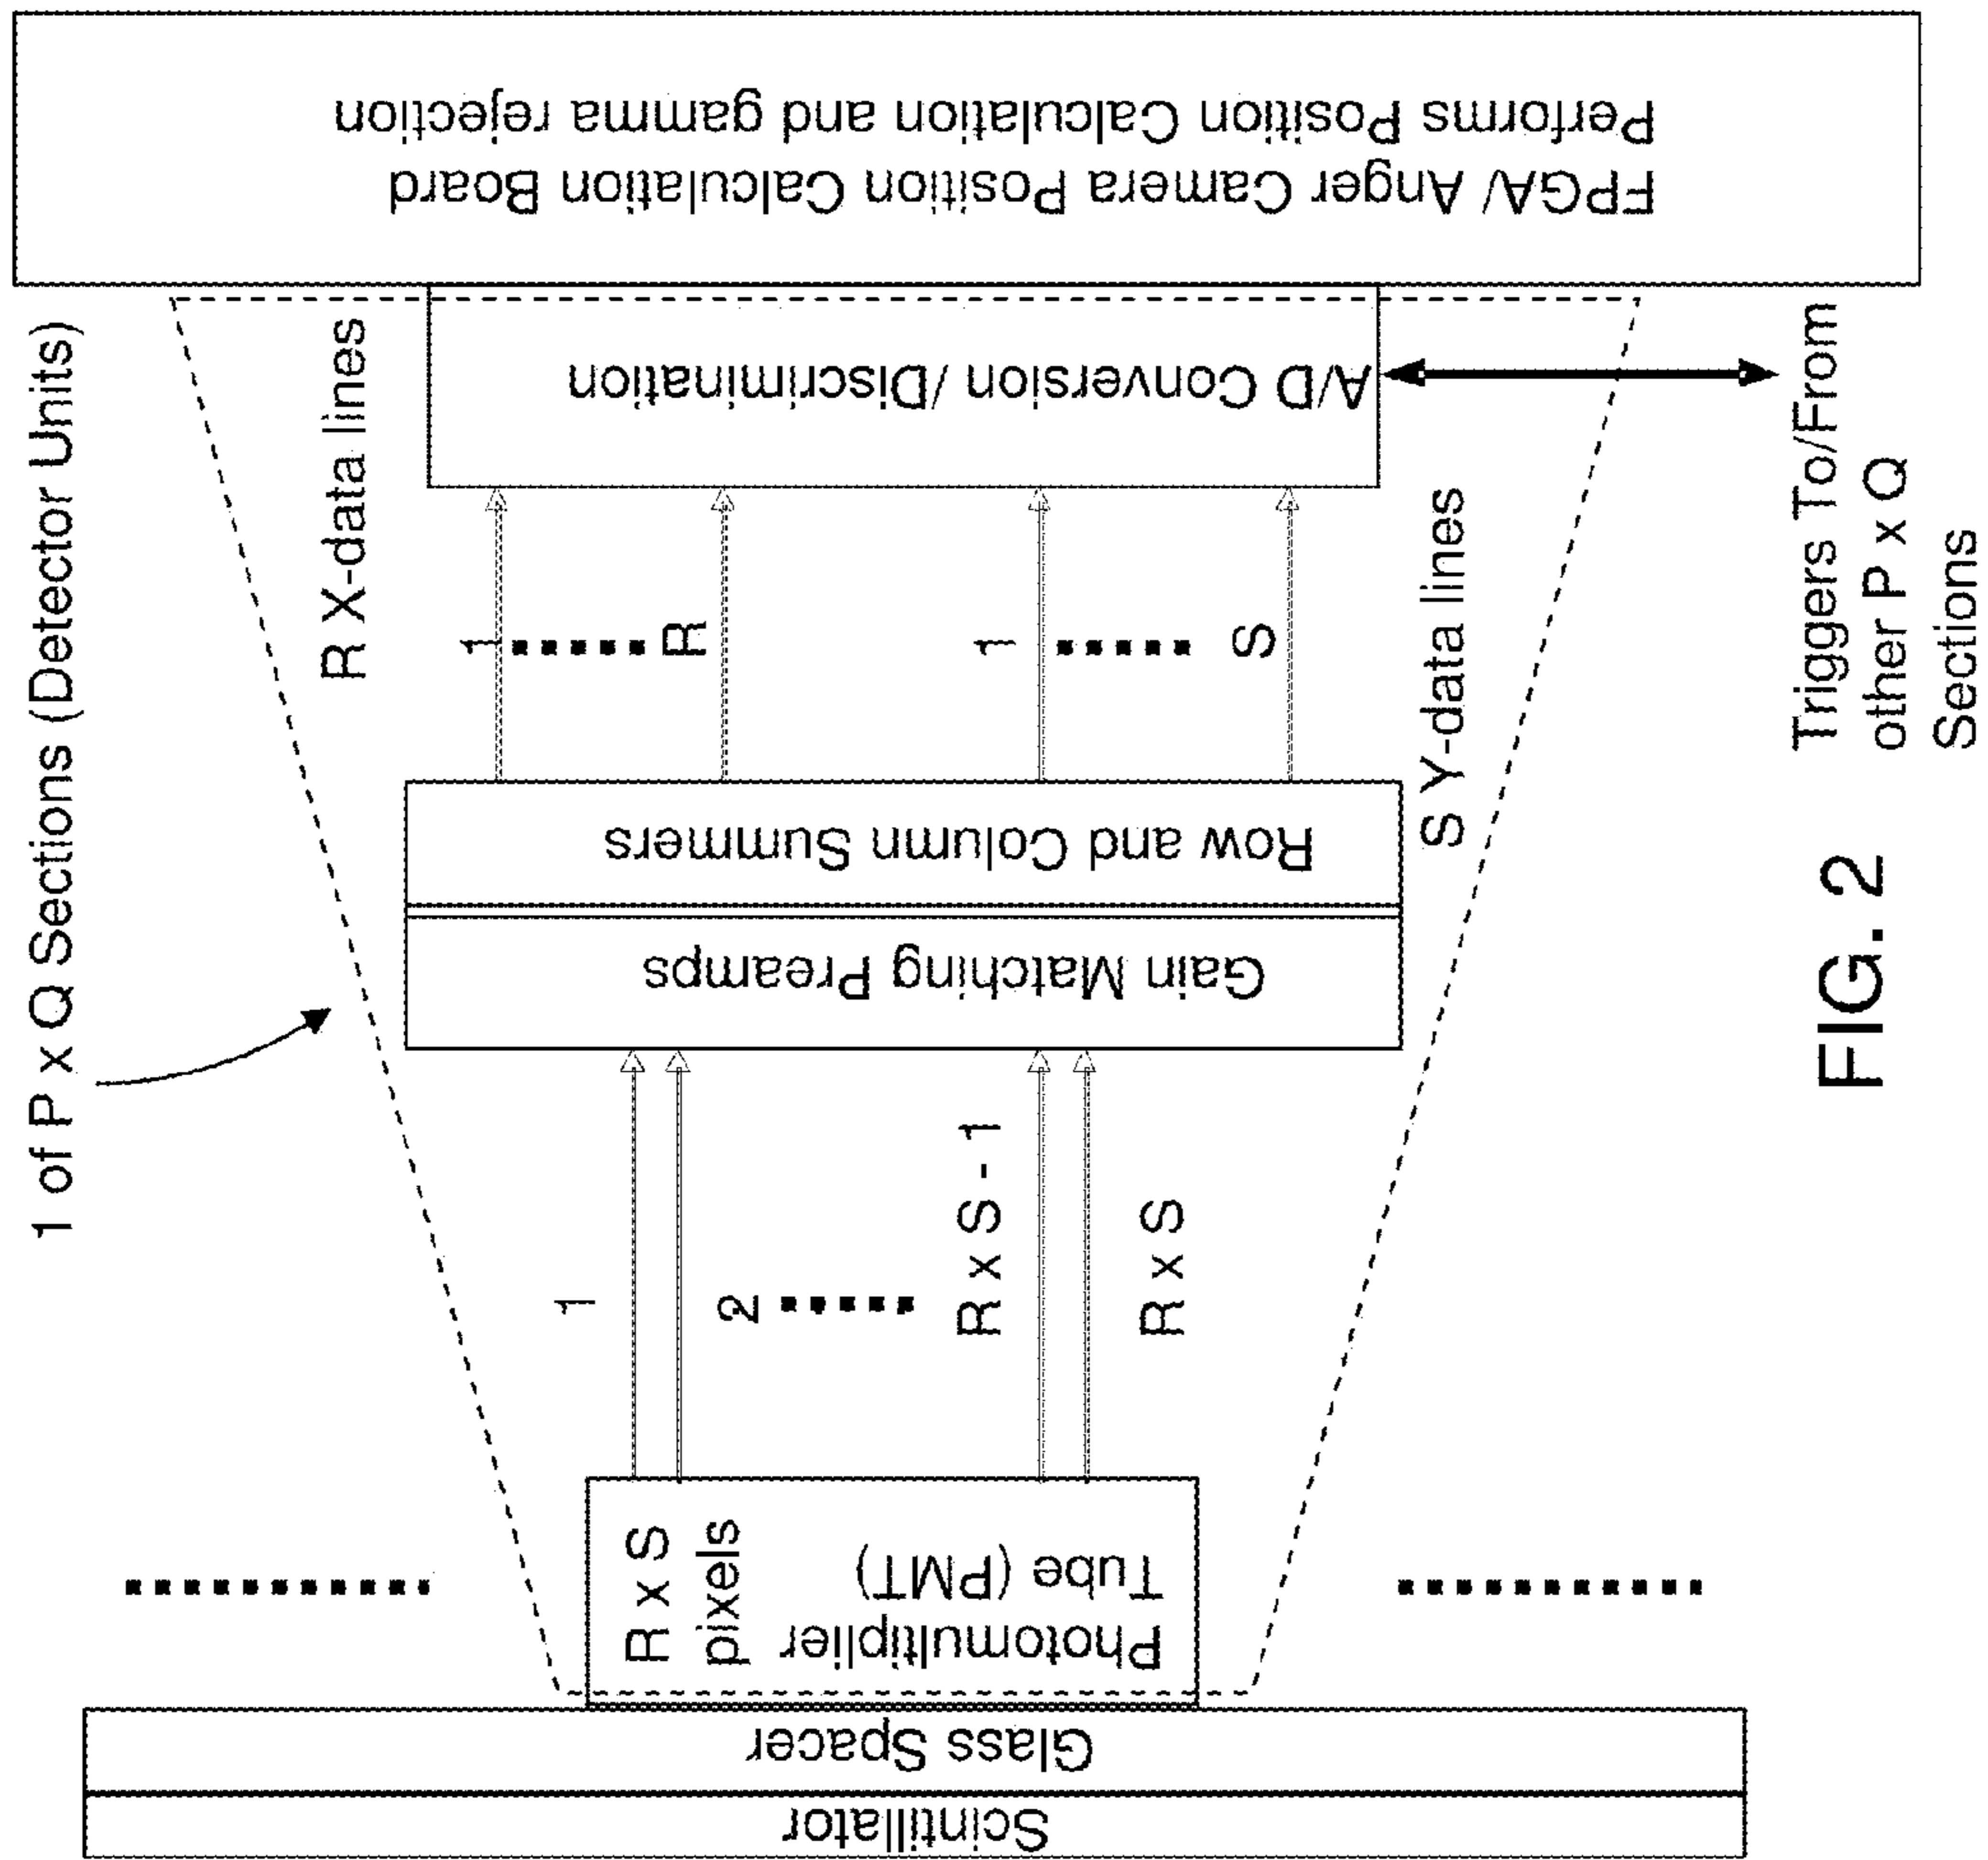 1 of P x Q Sections (Detector Units)
Scintillator
Glass Spacer
R x S
pixels
Photomultiplier
Tube (PMT)
1
2
R x S - 1
R x S
Gain Matching Preamps
Row and Column Summers
R X-data lines
1
R
1
S
S Y-data lines
A/D Conversion /Discrimination
FPGA/ Anger Camera Position Calculation Board
Performs Position Calculation and gamma rejection
Triggers To/From
other P x Q
Sections
FIG. 2